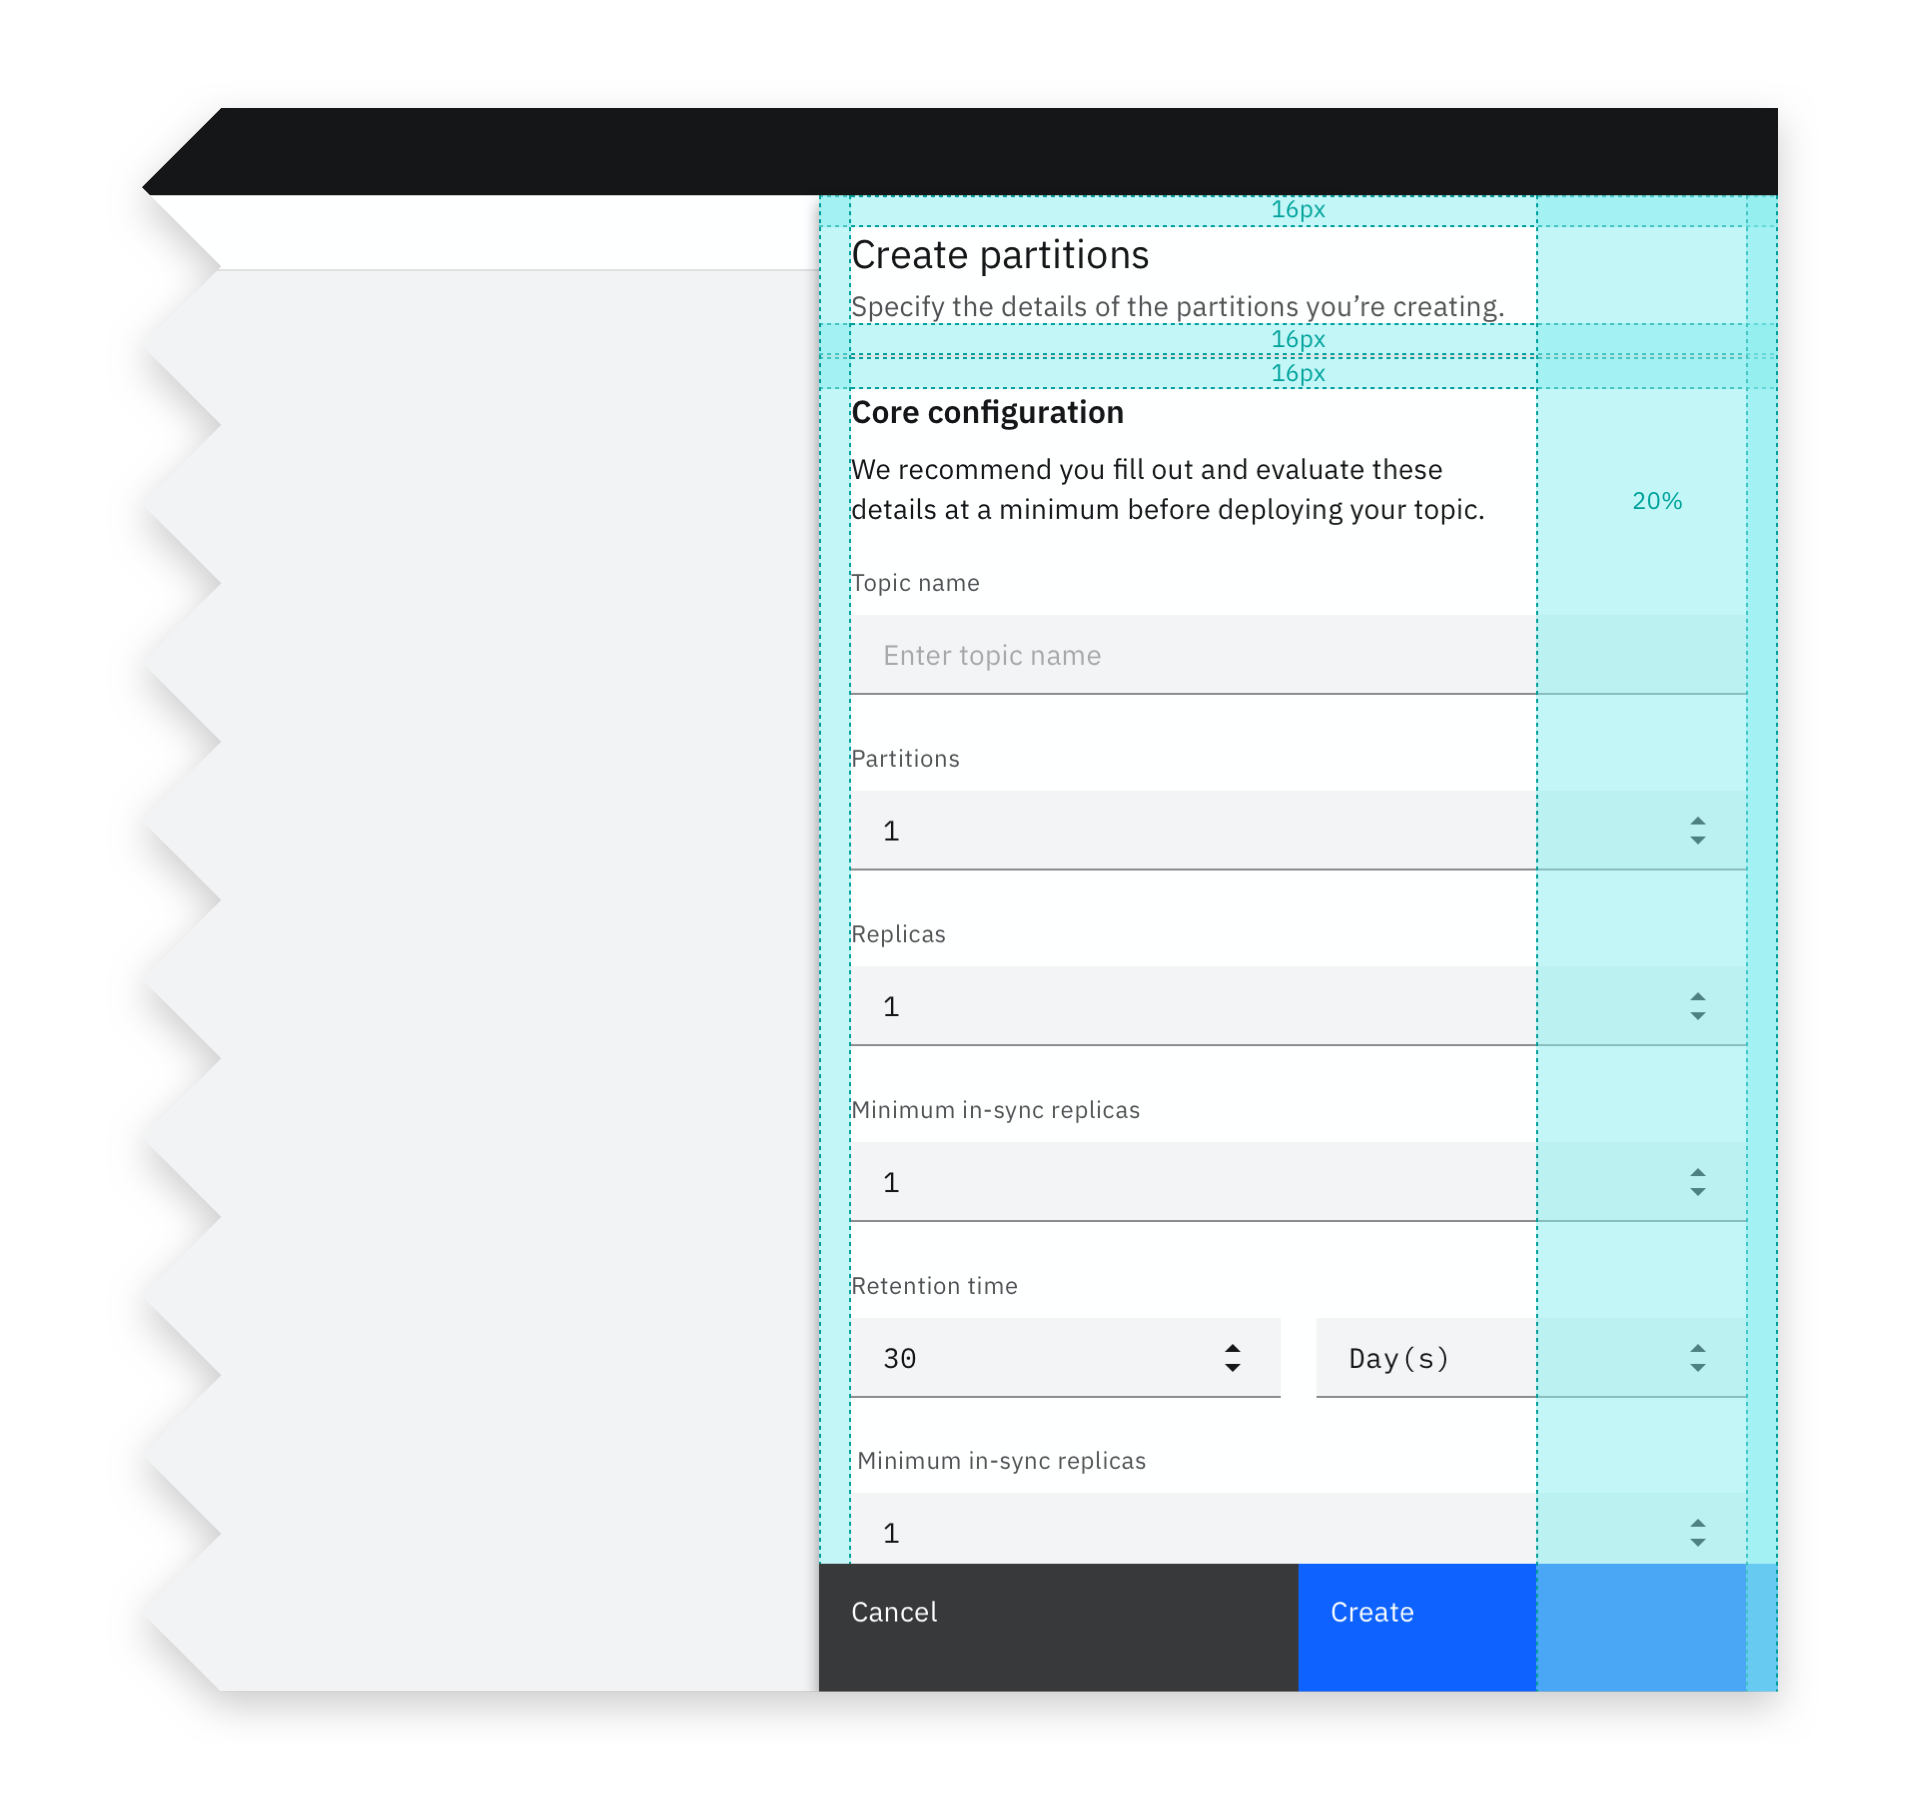 16px
Create partitions
Specify the details of the partitions you’re creating.
16px
16px
Core configuration
We recommend you fill out and evaluate these
details at a minimum before deploying your topic.
20%
Topic name
Enter topic name
Partitions
1
Replicas
1
Minimum in-sync replicas
1
Retention time
30 Day(s)
Minimum in-sync replicas
1
Cancel Create